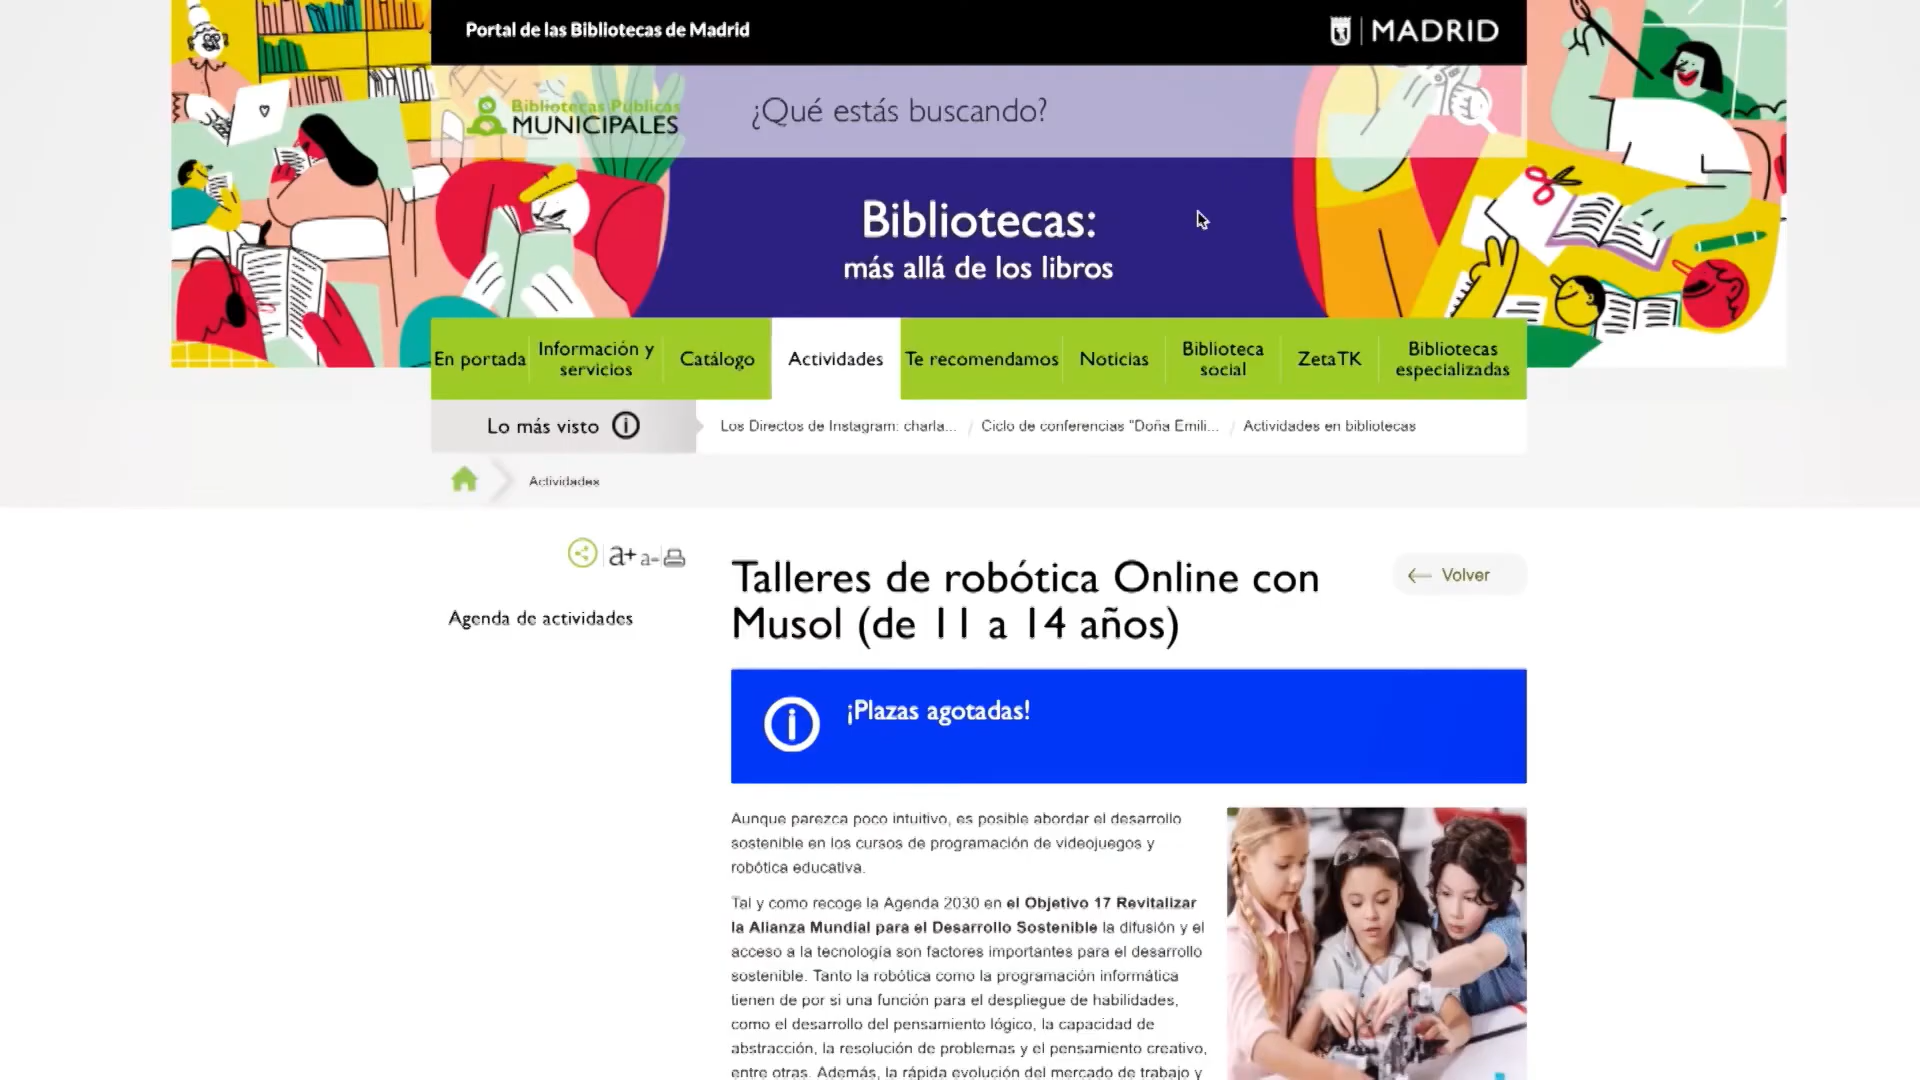 Portal de las Bibliotecas de Madrid
MADRID
Bibliotecas Públicas
MUNICIPALES
¿Qué estás buscando?
Bibliotecas:
más allá de los libros
En portada
Información y
servicios
Catálogo
Actividades
Te recomendamos
Noticias
Biblioteca
social
ZetaTK
Bibliotecas
especializadas
Lo más visto
Los Directos de Instagram: charla... / Ciclo de conferencias "Doña Emili... / Actividades en bibliotecas
Actividades
a+ a-
Agenda de actividades
Talleres de robótica Online con
Musol (de 11 a 14 años)
Volver
¡Plazas agotadas!
Aunque parezca poco intuitivo, es posible abordar el desarrollo
sostenible en los cursos de programación de videojuegos y
robótica educativa.
Tal y como recoge la Agenda 2030 en el Objetivo 17 Revitalizar
la Alianza Mundial para el Desarrollo Sostenible la difusión y el
acceso a la tecnología son factores importantes para el desarrollo
sostenible. Tanto la robótica como la programación informática
tienen de por si una función para el despliegue de habilidades,
como el desarrollo del pensamiento lógico, la capacidad de
abstracción, la resolución de problemas y el pensamiento creativo,
entre otras. Además, la rápida evolución del mercado de trabajo y